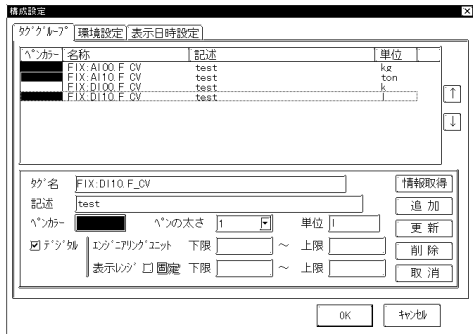 構成設定
ﾀｸﾞｸﾞﾙｰﾌﾟ 環境設定 表示日時設定
ﾍﾟﾝｶﾗｰ 名称 記述 単位
FIX:AI00.F_CV test kg
FIX:AI10.F_CV test ton
FIX:DI00.F_CV test k
FIX:DI10.F_CV test l
↑
↓
ﾀｸﾞ名 FIX:DI10.F_CV 情報取得
記述 test 追 加
ﾍﾟﾝｶﾗｰ ﾍﾟﾝの太さ 1 単位 l 更 新
ﾃﾞｼﾞﾀﾙ ｴﾝｼﾞﾆｱﾘﾝｸﾞﾕﾆｯﾄ 下限 ～ 上限 削 除
表示ﾚﾝｼﾞ 固定 下限 ～ 上限 取 消
OK ｷｬﾝｾﾙ